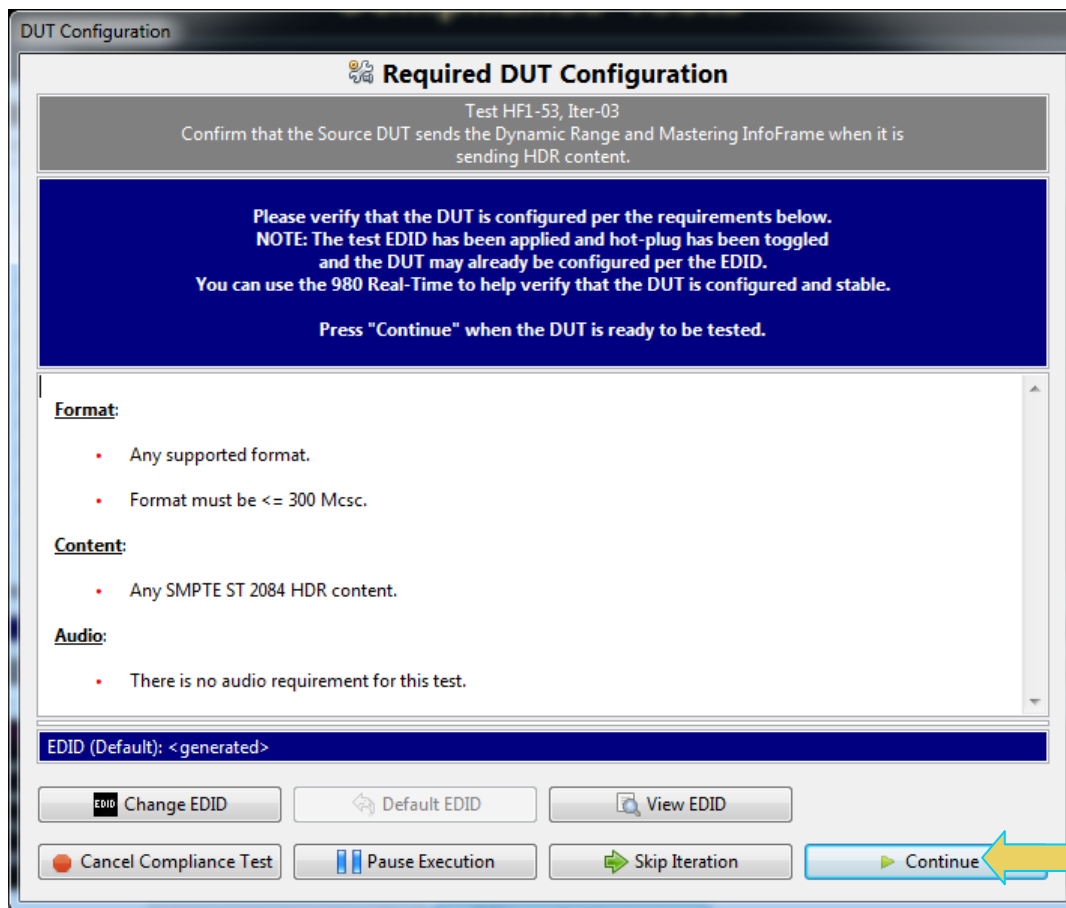 DUT Configuration
Required DUT Configuration
Test HF1-53, Iter-03
Confirm that the Source DUT sends the Dynamic Range and Mastering InfoFrame when it is
sending HDR content.
Please verify that the DUT is configured per the requirements below.
NOTE: The test EDID has been applied and hot-plug has been toggled
and the DUT may already be configured per the EDID.
You can use the 980 Real-Time to help verify that the DUT is configured and stable.
Press "Continue" when the DUT is ready to be tested.
Format:
• Any supported format.
• Format must be <= 300 Mcsc.
Content:
• Any SMPTE ST 2084 HDR content.
Audio:
• There is no audio requirement for this test.
EDID (Default): <generated>
EDID Change EDID
Default EDID
View EDID
Cancel Compliance Test
Pause Execution
Skip Iteration
Continue